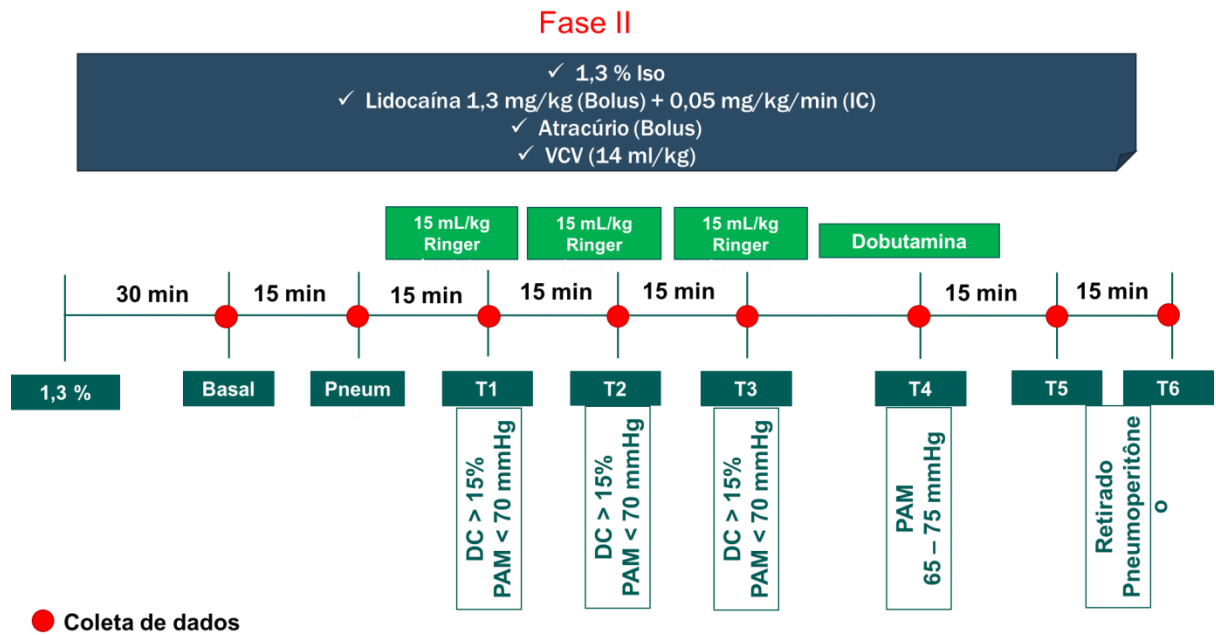 Fase II
✓ 1,3 % Iso
✓ Lidocaína 1,3 mg/kg (Bolus) + 0,05 mg/kg/min (IC)
✓ Atracúrio (Bolus)
✓ VCV (14 ml/kg)
15 mL/kg
Ringer
15 mL/kg
Ringer
15 mL/kg
Ringer
Dobutamina
30 min
15 min
15 min
15 min
15 min
15 min
15 min
1,3 %
Basal
Pneum
T1
T2
T3
T4
T5
T6
DC > 15%
PAM < 70 mmHg
DC > 15%
PAM < 70 mmHg
DC > 15%
PAM < 70 mmHg
PAM
65 – 75 mmHg
Retirado
Pneumoperitône
o
Coleta de dados